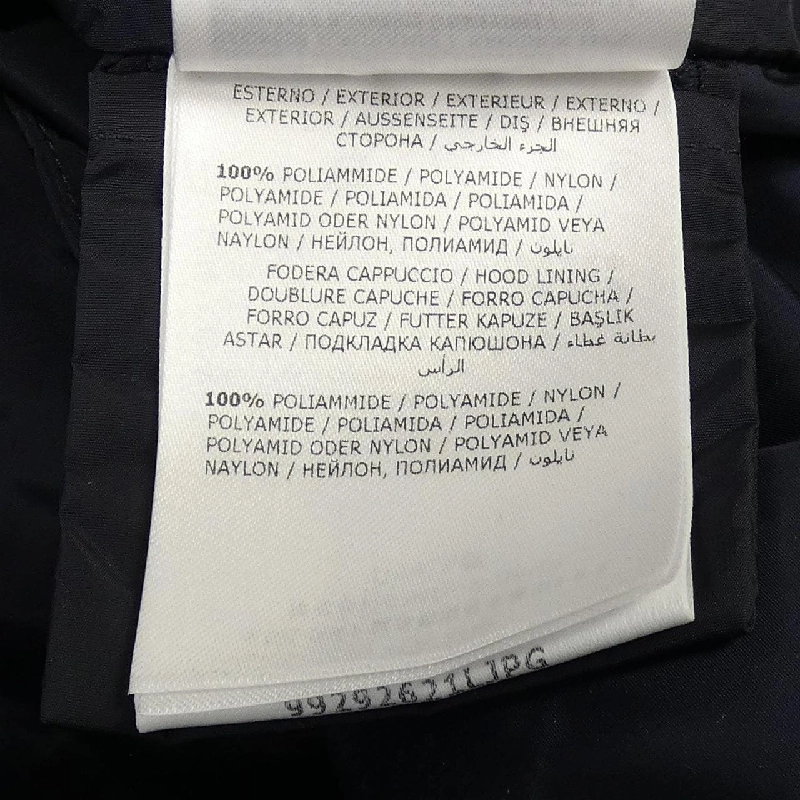 ESTERNO / EXTERIOR / EXTERIEUR / EXTERNO /
EXTERIOR / AUSSENSEITE / DIŞ / ВНЕШНЯЯ
СТОРОНА / الجزء الخارجي
100% POLIAMMIDE / POLYAMIDE / NYLON /
POLYAMIDE / POLIAMIDA / POLIAMIDA /
POLYAMID ODER NYLON / POLYAMID VEYA
NAYLON / НЕЙЛОН, ПОЛИАМИД / نايلون
FODERA CAPPUCCIO / HOOD LINING /
DOUBLURE CAPUCHE / FORRO CAPUCHA /
FORRO CAPUZ / FUTTER KAPUZE / BAŞLIK
ASTAR / ПОДКЛАДКА КАПЮШОНА / بطانة غطاء
الرأس
100% POLIAMMIDE / POLYAMIDE / NYLON /
POLYAMIDE / POLIAMIDA / POLIAMIDA /
POLYAMID ODER NYLON / POLYAMID VEYA
NAYLON / НЕЙЛОН, ПОЛИАМИД / نايلون